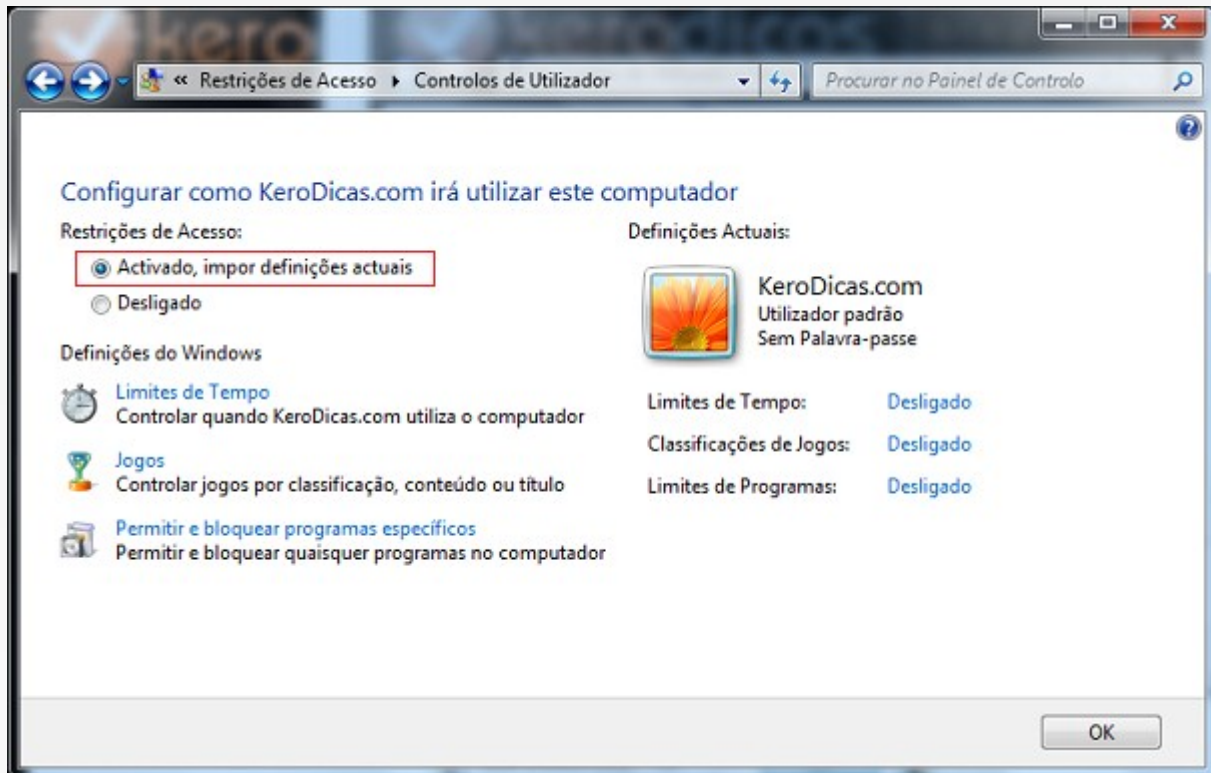 kero kerodicas
« Restrições de Acesso ▸ Controlos de Utilizador
Procurar no Painel de Controlo
Configurar como KeroDicas.com irá utilizar este computador
Restrições de Acesso:
Activado, impor definições actuais
Desligado
Definições do Windows
Limites de Tempo
Controlar quando KeroDicas.com utiliza o computador
Jogos
Controlar jogos por classificação, conteúdo ou título
Permitir e bloquear programas específicos
Permitir e bloquear quaisquer programas no computador
Definições Actuais:
KeroDicas.com
Utilizador padrão
Sem Palavra-passe
Limites de Tempo: Desligado
Classificações de Jogos: Desligado
Limites de Programas: Desligado
OK